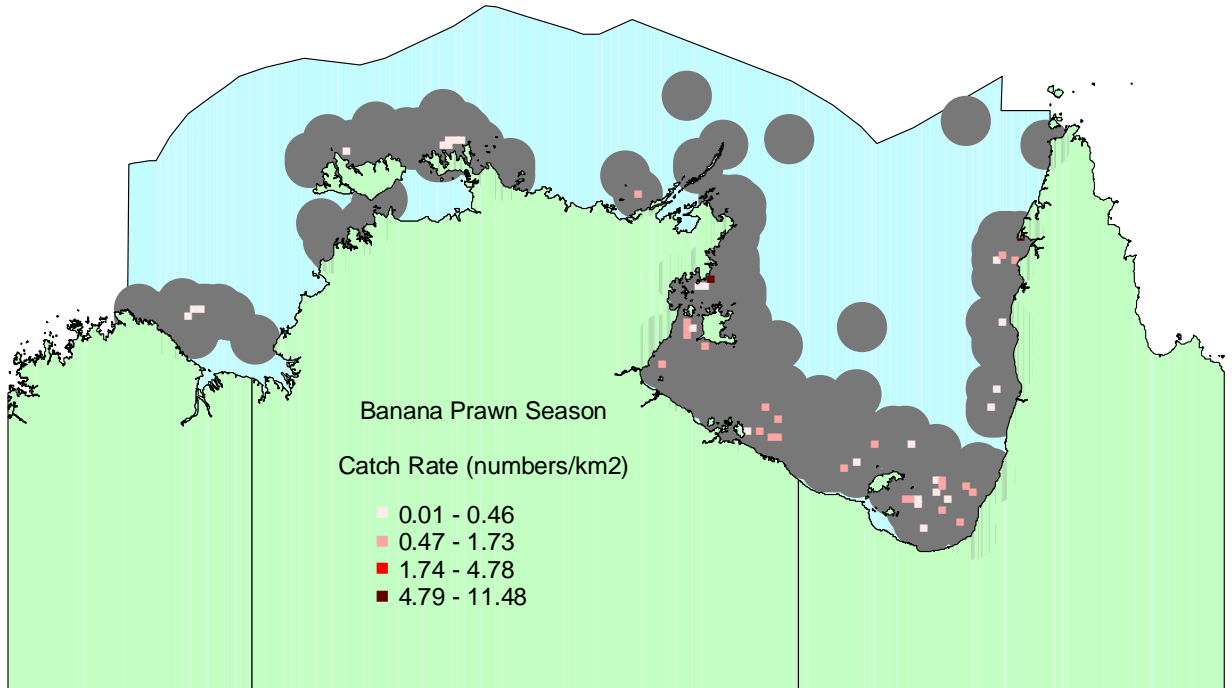 Banana Prawn Season
Catch Rate (numbers/km2)
0.01 - 0.46
0.47 - 1.73
1.74 - 4.78
4.79 - 11.48